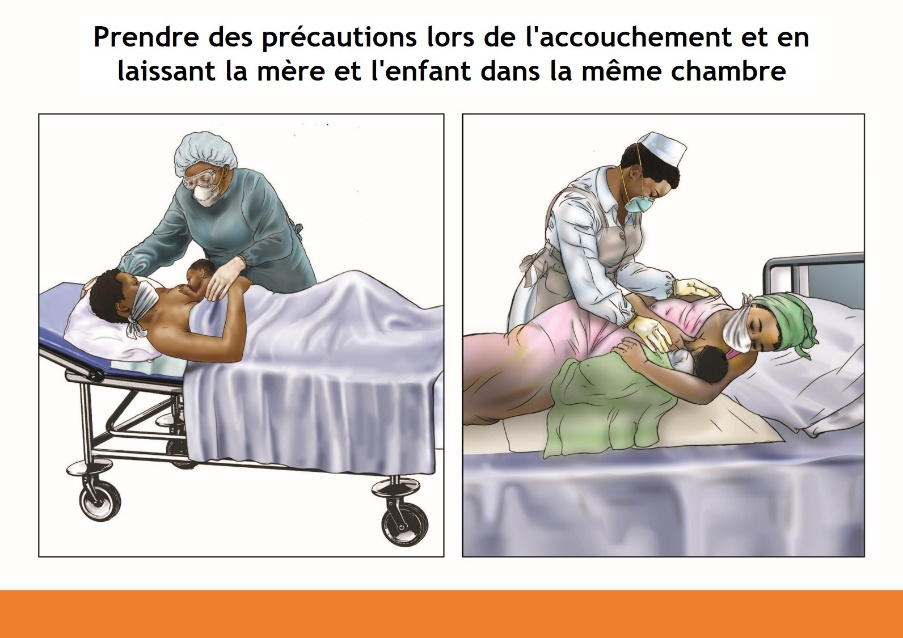 Prendre des précautions lors de l'accouchement et en
laissant la mère et l'enfant dans la même chambre